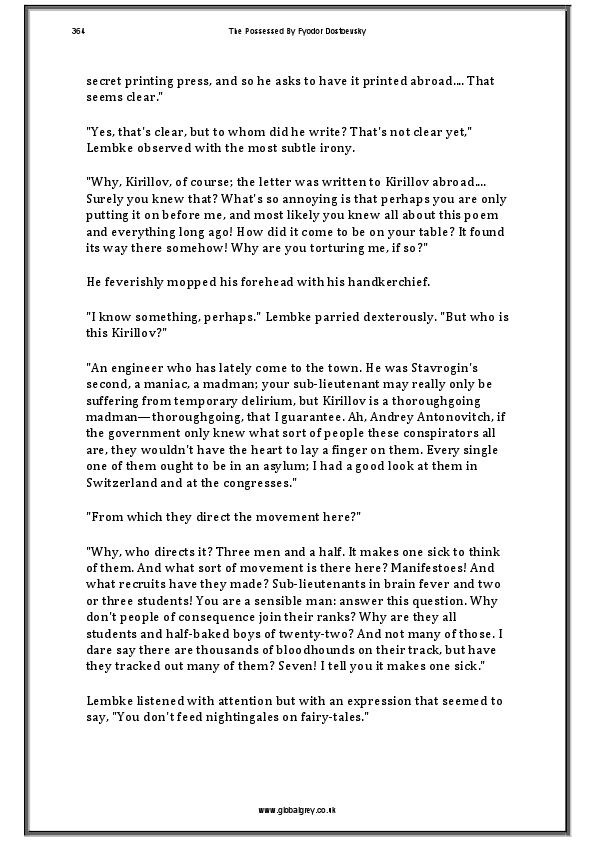 364
The Possessed By Fyodor Dostoevsky
secret printing press, and so he asks to have it printed abroad.... That
seems clear."
"Yes, that's clear, but to whom did he write? That's not clear yet,"
Lembke observed with the most subtle irony.
"Why, Kirillov, of course; the letter was written to Kirillov abroad....
Surely you knew that? What's so annoying is that perhaps you are only
putting it on before me, and most likely you knew all about this poem
and everything long ago! How did it come to be on your table? It found
its way there somehow! Why are you torturing me, if so?"
He feverishly mopped his forehead with his handkerchief.
"I know something, perhaps." Lembke parried dexterously. "But who is
this Kirillov?"
"An engineer who has lately come to the town. He was Stavrogin's
second, a maniac, a madman; your sub-lieutenant may really only be
suffering from temporary delirium, but Kirillov is a thoroughgoing
madman—thoroughgoing, that I guarantee. Ah, Andrey Antonovitch, if
the government only knew what sort of people these conspirators all
are, they wouldn't have the heart to lay a finger on them. Every single
one of them ought to be in an asylum; I had a good look at them in
Switzerland and at the congresses."
"From which they direct the movement here?"
"Why, who directs it? Three men and a half. It makes one sick to think
of them. And what sort of movement is there here? Manifestoes! And
what recruits have they made? Sub-lieutenants in brain fever and two
or three students! You are a sensible man: answer this question. Why
don't people of consequence join their ranks? Why are they all
students and half-baked boys of twenty-two? And not many of those. I
dare say there are thousands of bloodhounds on their track, but have
they tracked out many of them? Seven! I tell you it makes one sick."
Lembke listened with attention but with an expression that seemed to
say, "You don't feed nightingales on fairy-tales."
www.globalgrey.co.uk